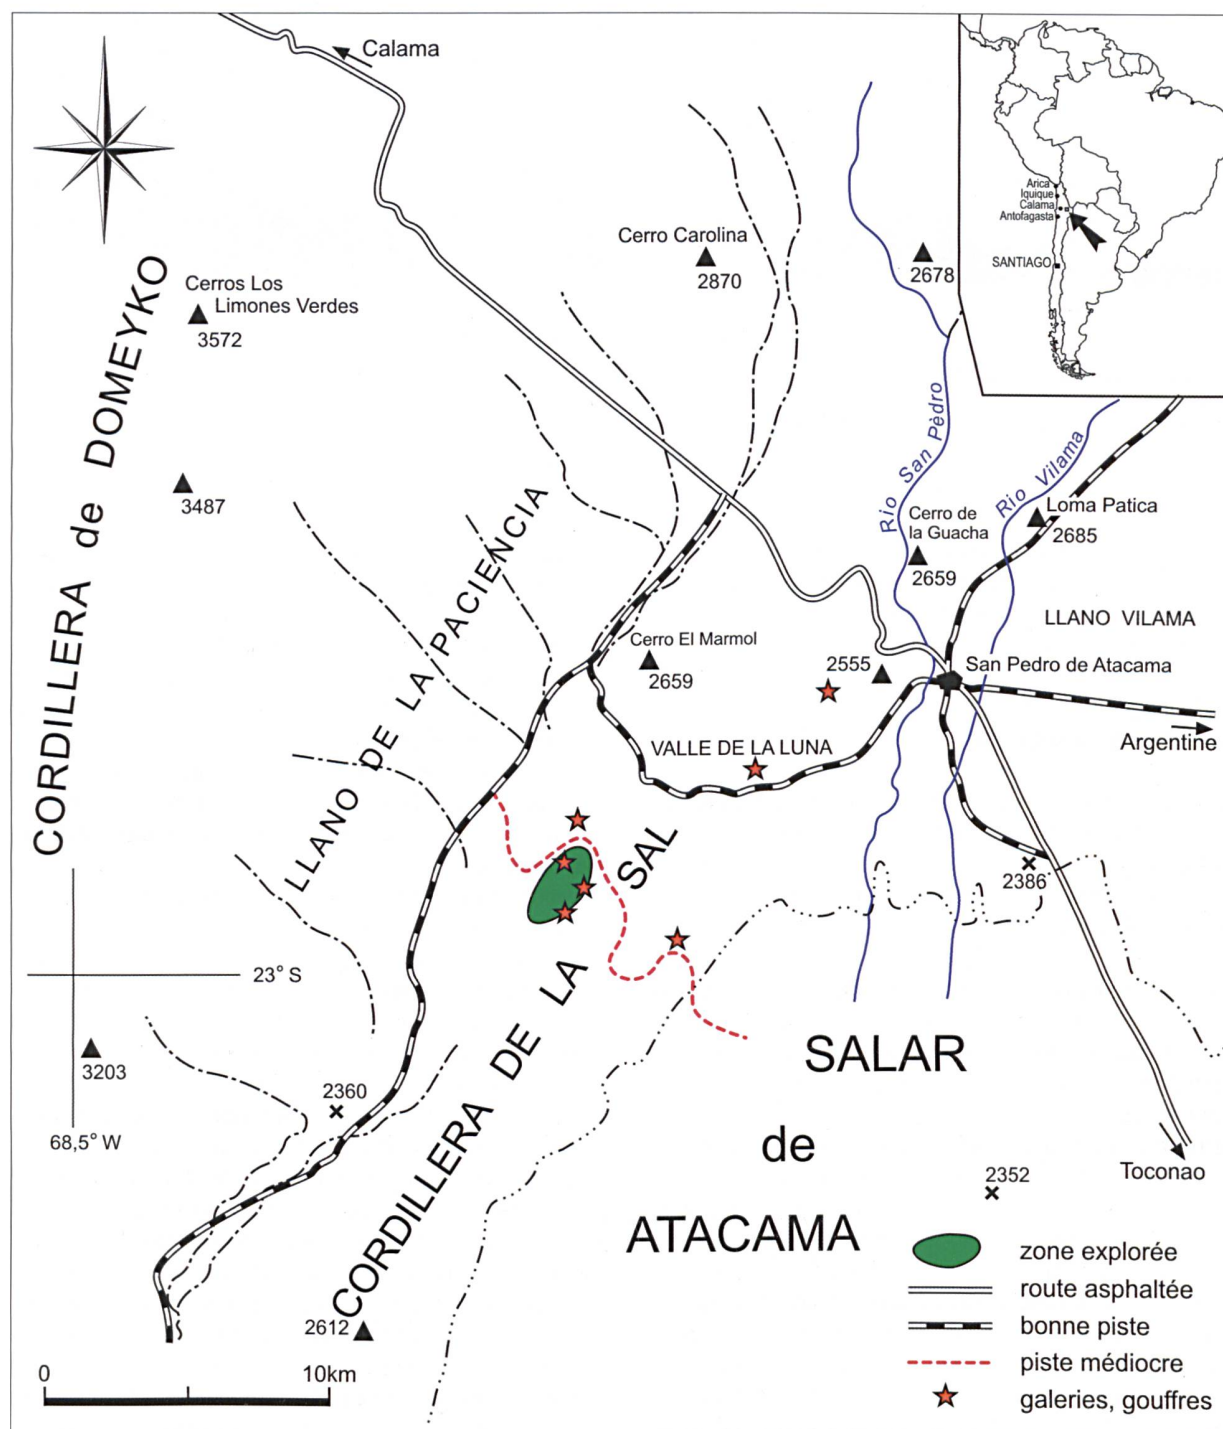 Calama
Arica
Iquique
Calama
Antofagasta
SANTIAGO
Cerro Carolina
2870
2678
Cerros Los
Limones Verdes
3572
CORDILLERA de DOMEYKO
3487
Rio San Pèdro
Rio Vilama
Cerro de
la Guacha
2659
Loma Patica
2685
LLANO DE LA PACIENCIA
LLANO VILAMA
Cerro El Marmol
2659
2555
San Pedro de Atacama
VALLE DE LA LUNA
Argentine
2386
CORDILLERA DE LA SAL
23° S
3203
68,5° W
2360
SALAR
de
ATACAMA
Toconao
2352
2612
0 10km
zone explorée
route asphaltée
bonne piste
piste médiocre
galeries, gouffres